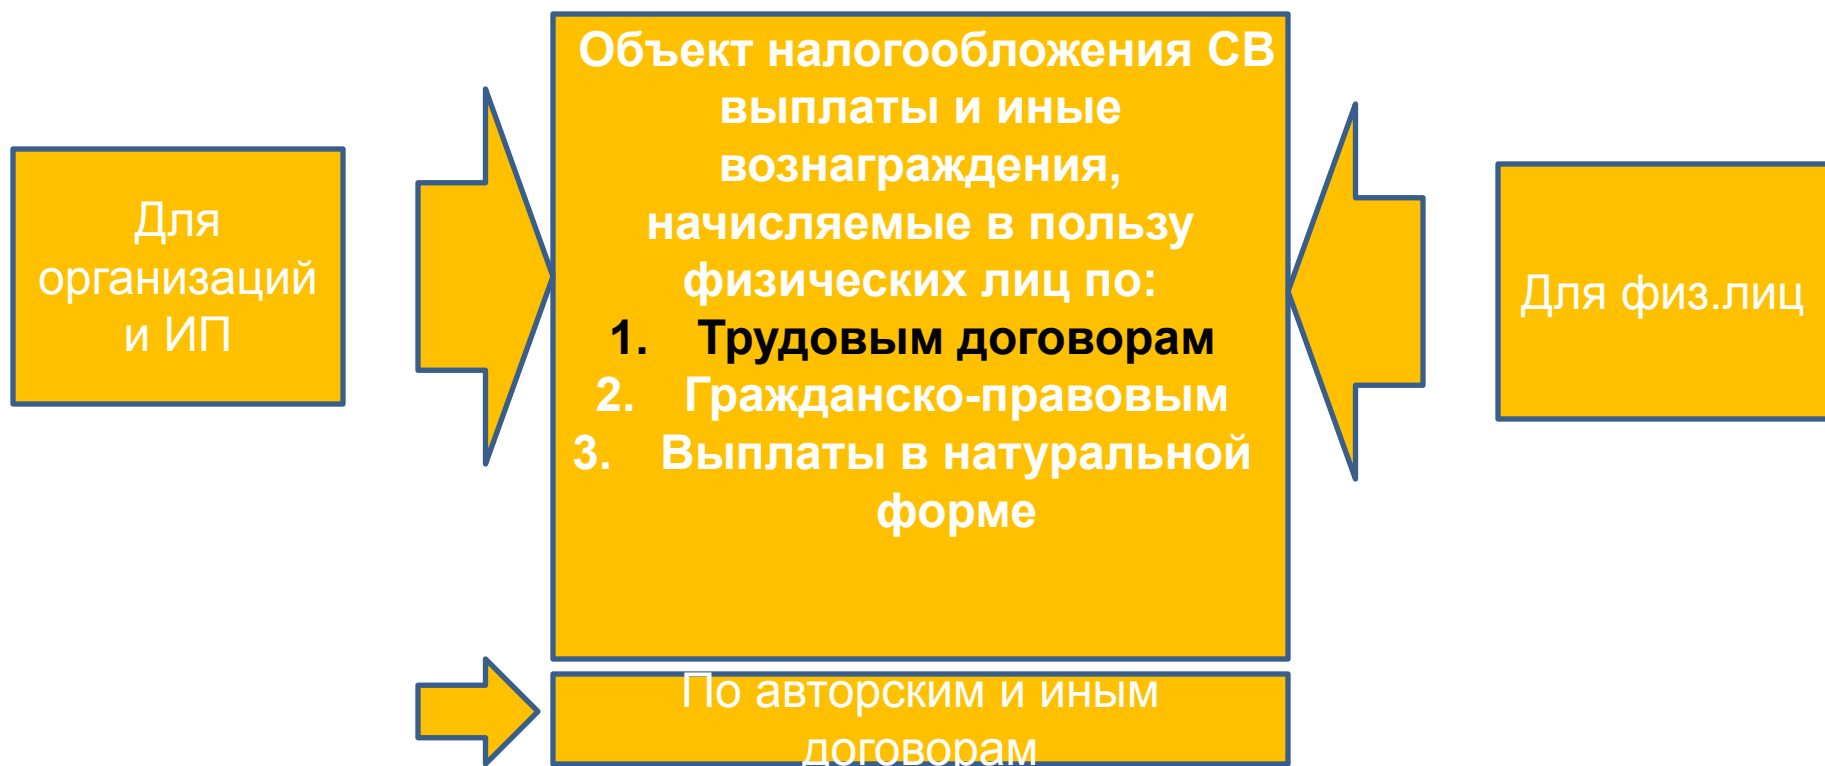 Для
организаций
и ИП
Объект налогообложения СВ
выплаты и иные
вознаграждения,
начисляемые в пользу
физических лиц по:
1. Трудовым договорам
2. Гражданско-правовым
3. Выплаты в натуральной
форме
Для физ.лиц
По авторским и иным
договорам